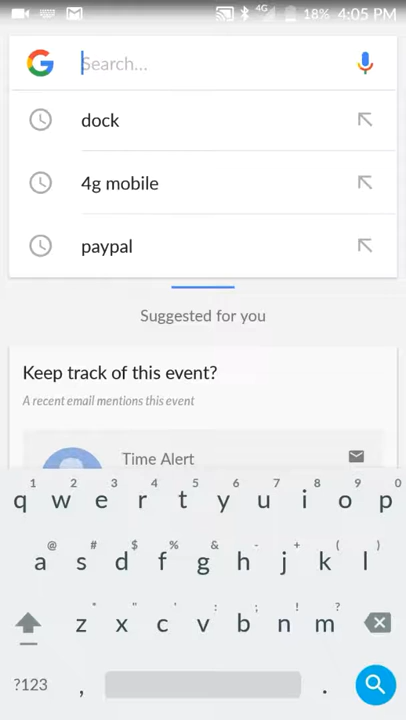 4G 18% 4:05 PM
G Search...
dock
4g mobile
paypal
Suggested for you
Keep track of this event?
A recent email mentions this event
Time Alert
1 2 3 4 5 6 7 8 9 0
q w e r t y u i o p
@ # $ % & - + ( )
a s d f g h j k l
* " ' : ; ! ?
z x c v b n m
?123 , .